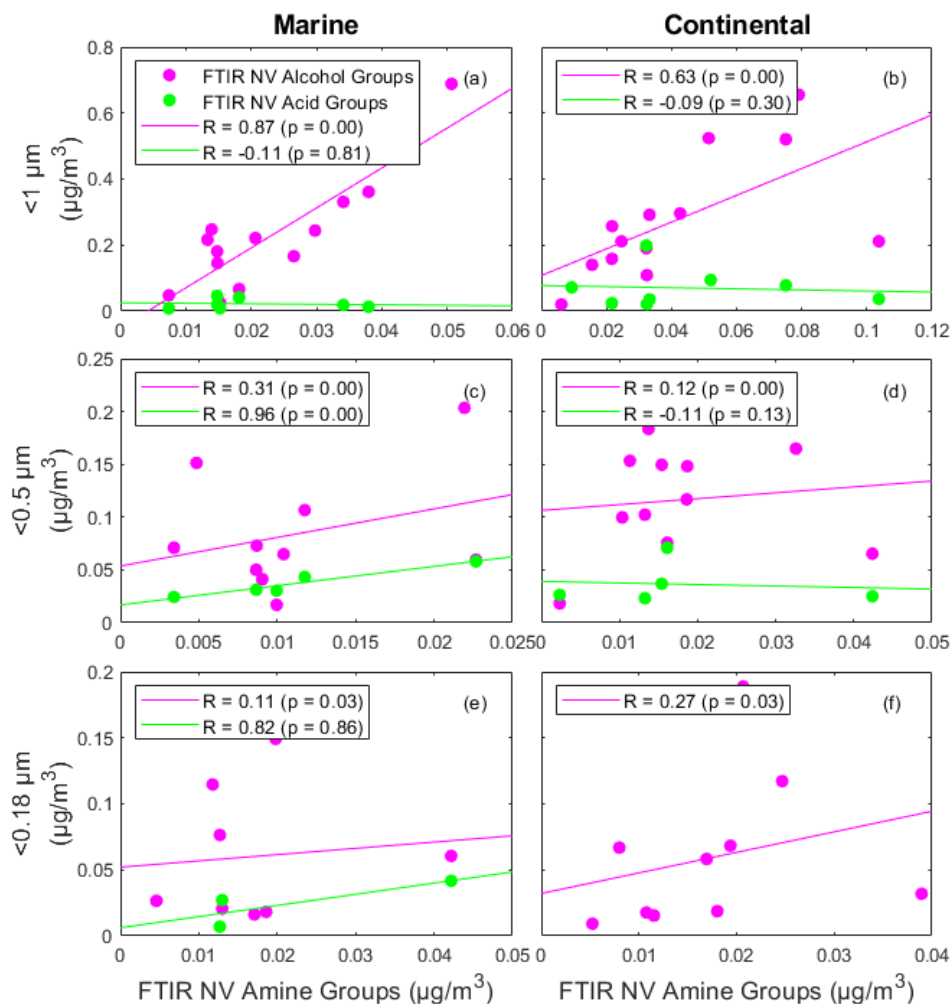 Marine
Continental
<1 µm
(µg/m³)
0.8
0.6
0.4
0.2
0
FTIR NV Alcohol Groups
FTIR NV Acid Groups
R = 0.87 (p = 0.00)
R = -0.11 (p = 0.81)
(a)
0 0.01 0.02 0.03 0.04 0.05 0.06
R = 0.63 (p = 0.00)
R = -0.09 (p = 0.30)
(b)
0 0.02 0.04 0.06 0.08 0.1 0.12
<0.5 µm
(µg/m³)
0.25
0.2
0.15
0.1
0.05
0
R = 0.31 (p = 0.00)
R = 0.96 (p = 0.00)
(c)
0 0.005 0.01 0.015 0.02 0.025
R = 0.12 (p = 0.00)
R = -0.11 (p = 0.13)
(d)
0.01 0.02 0.03 0.04 0.05
<0.18 µm
(µg/m³)
0.2
0.15
0.1
0.05
0
R = 0.11 (p = 0.03)
R = 0.82 (p = 0.86)
(e)
0 0.01 0.02 0.03 0.04 0.05
R = 0.27 (p = 0.03)
(f)
0 0.01 0.02 0.03 0.04
FTIR NV Amine Groups (µg/m³)
FTIR NV Amine Groups (µg/m³)